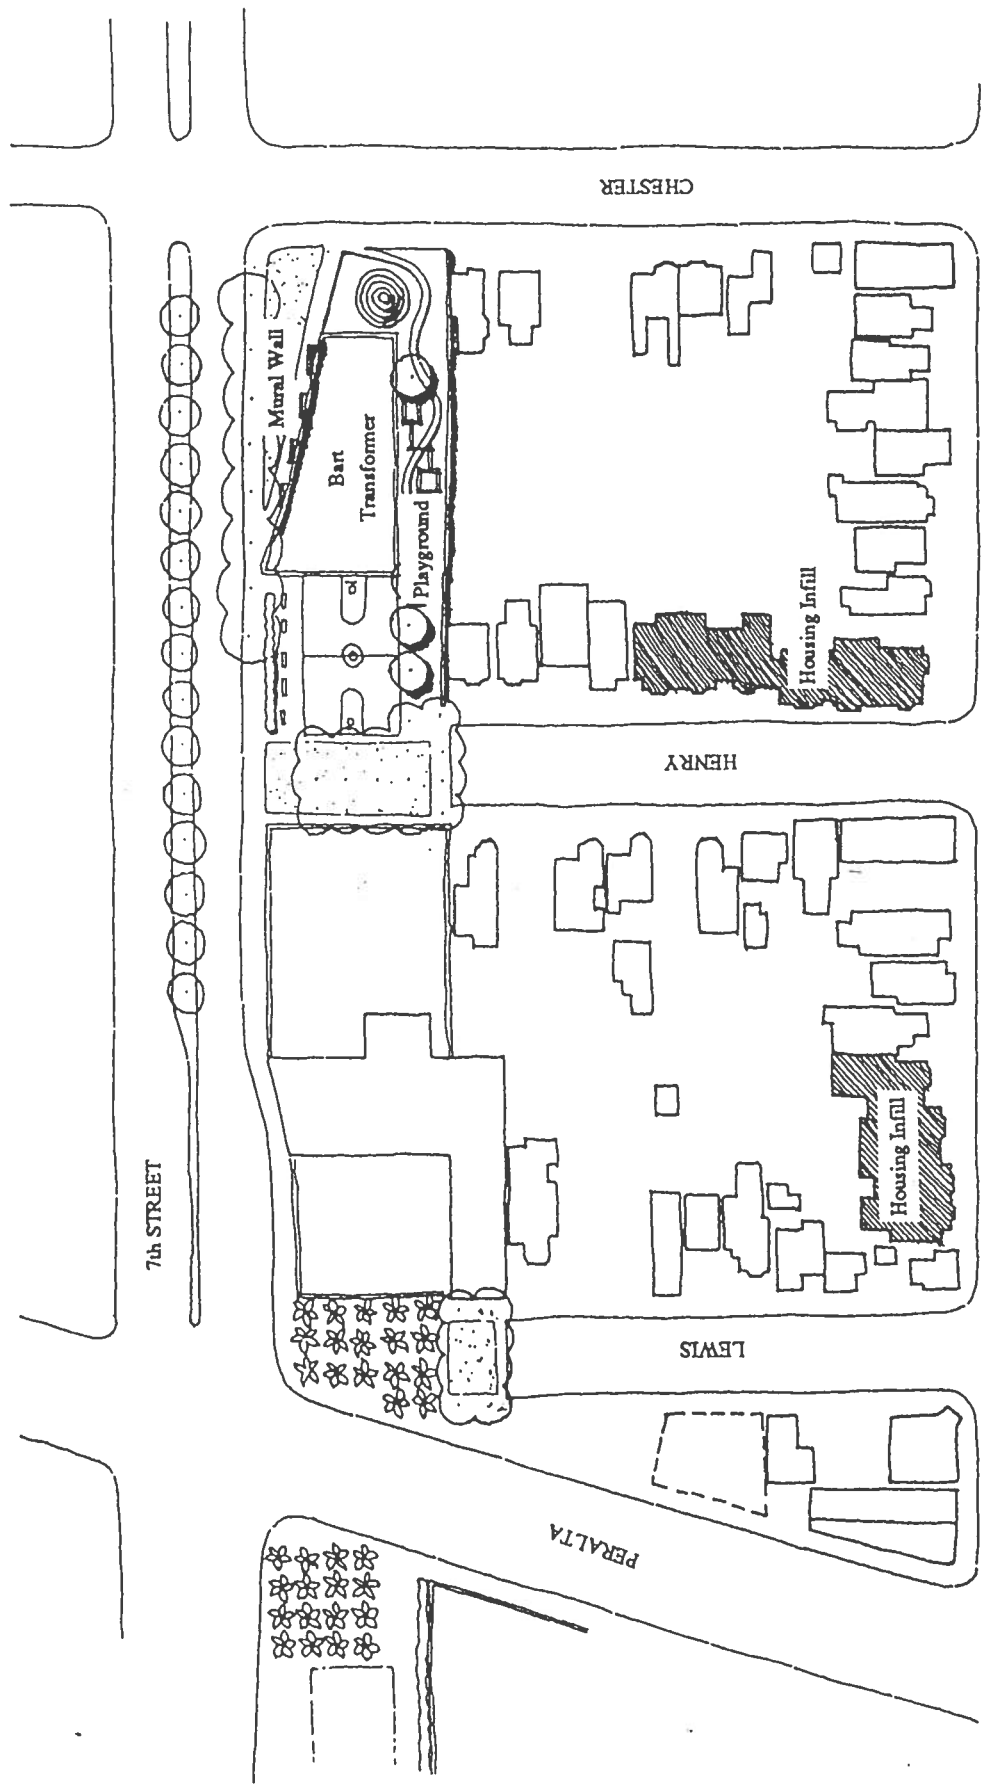 CHESTER
Mural Wall
Bart
Transformer
Playground
Housing Infill
HENRY
7th STREET
Housing Infill
LEWIS
PERALTA